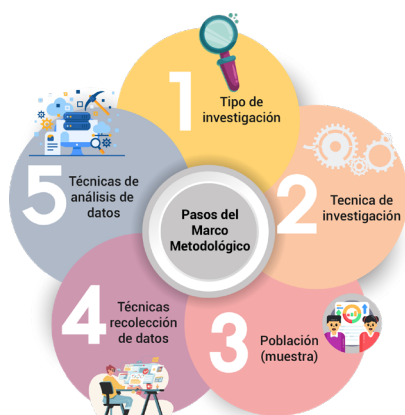 Pasos del
Marco
Metodológico
1
Tipo de
investigación
2
Tecnica de
investigación
3
Población
(muestra)
4
Técnicas
recolección
de datos
5
Técnicas de
análisis de
datos